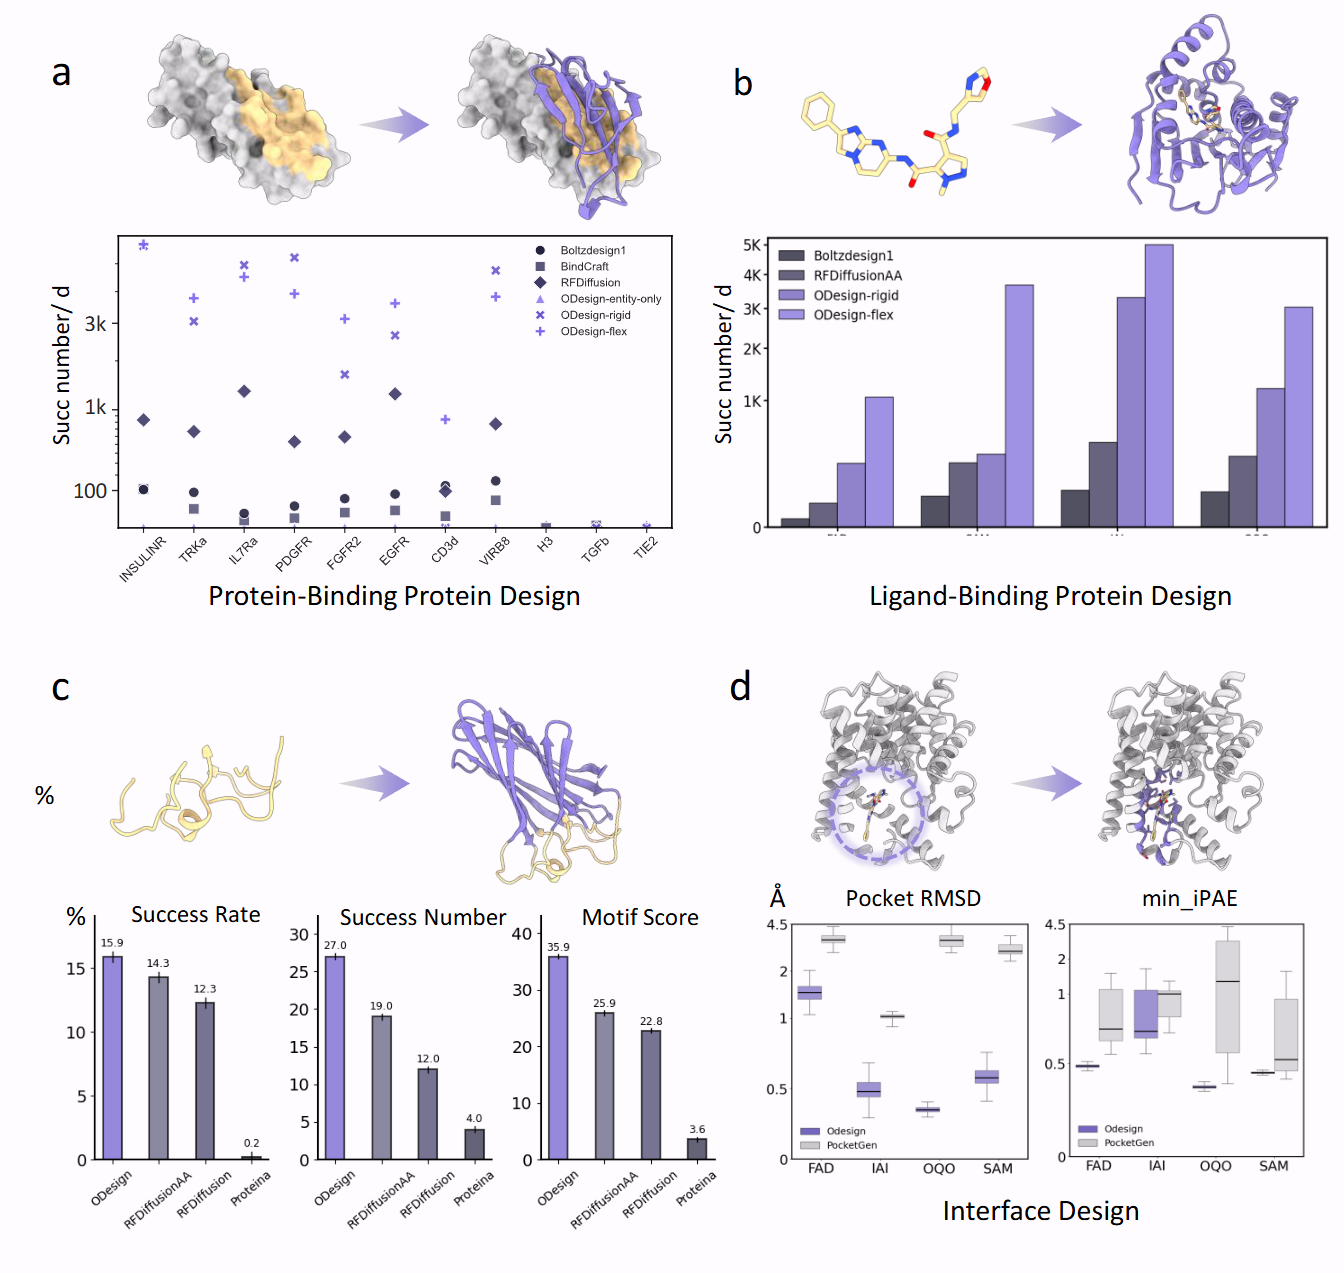 a
Succ number/ d
3k
1k
100
Boltzdesign1
BindCraft
RFDiffusion
ODesign-entity-only
ODesign-rigid
ODesign-flex
INSULINR
TRKa
IL7Ra
PDGFR
FGFR2
EGFR
CD3d
VIRB8
H3
TGFb
TIE2
Protein-Binding Protein Design
b
Succ number/ d
5K
4K
3K
2K
1K
0
Boltzdesign1
RFDiffusionAA
ODesign-rigid
ODesign-flex
Ligand-Binding Protein Design
c
%
%
Success Rate
15
10
5
0
15.9
14.3
12.3
0.2
ODesign
RFDiffusionAA
RFDiffusion
Proteina
Success Number
30
25
20
15
10
5
0
27.0
19.0
12.0
4.0
ODesign
RFDiffusionAA
RFDiffusion
Proteina
Motif Score
40
30
20
10
0
35.9
25.9
22.8
3.6
ODesign
RFDiffusionAA
RFDiffusion
Proteina
d
Å
Pocket RMSD
4.5
2
1
0.5
0
Odesign
PocketGen
FAD
IAI
OQO
SAM
min_iPAE
4.5
2
1
0.5
0
Odesign
PocketGen
FAD
IAI
OQO
SAM
Interface Design